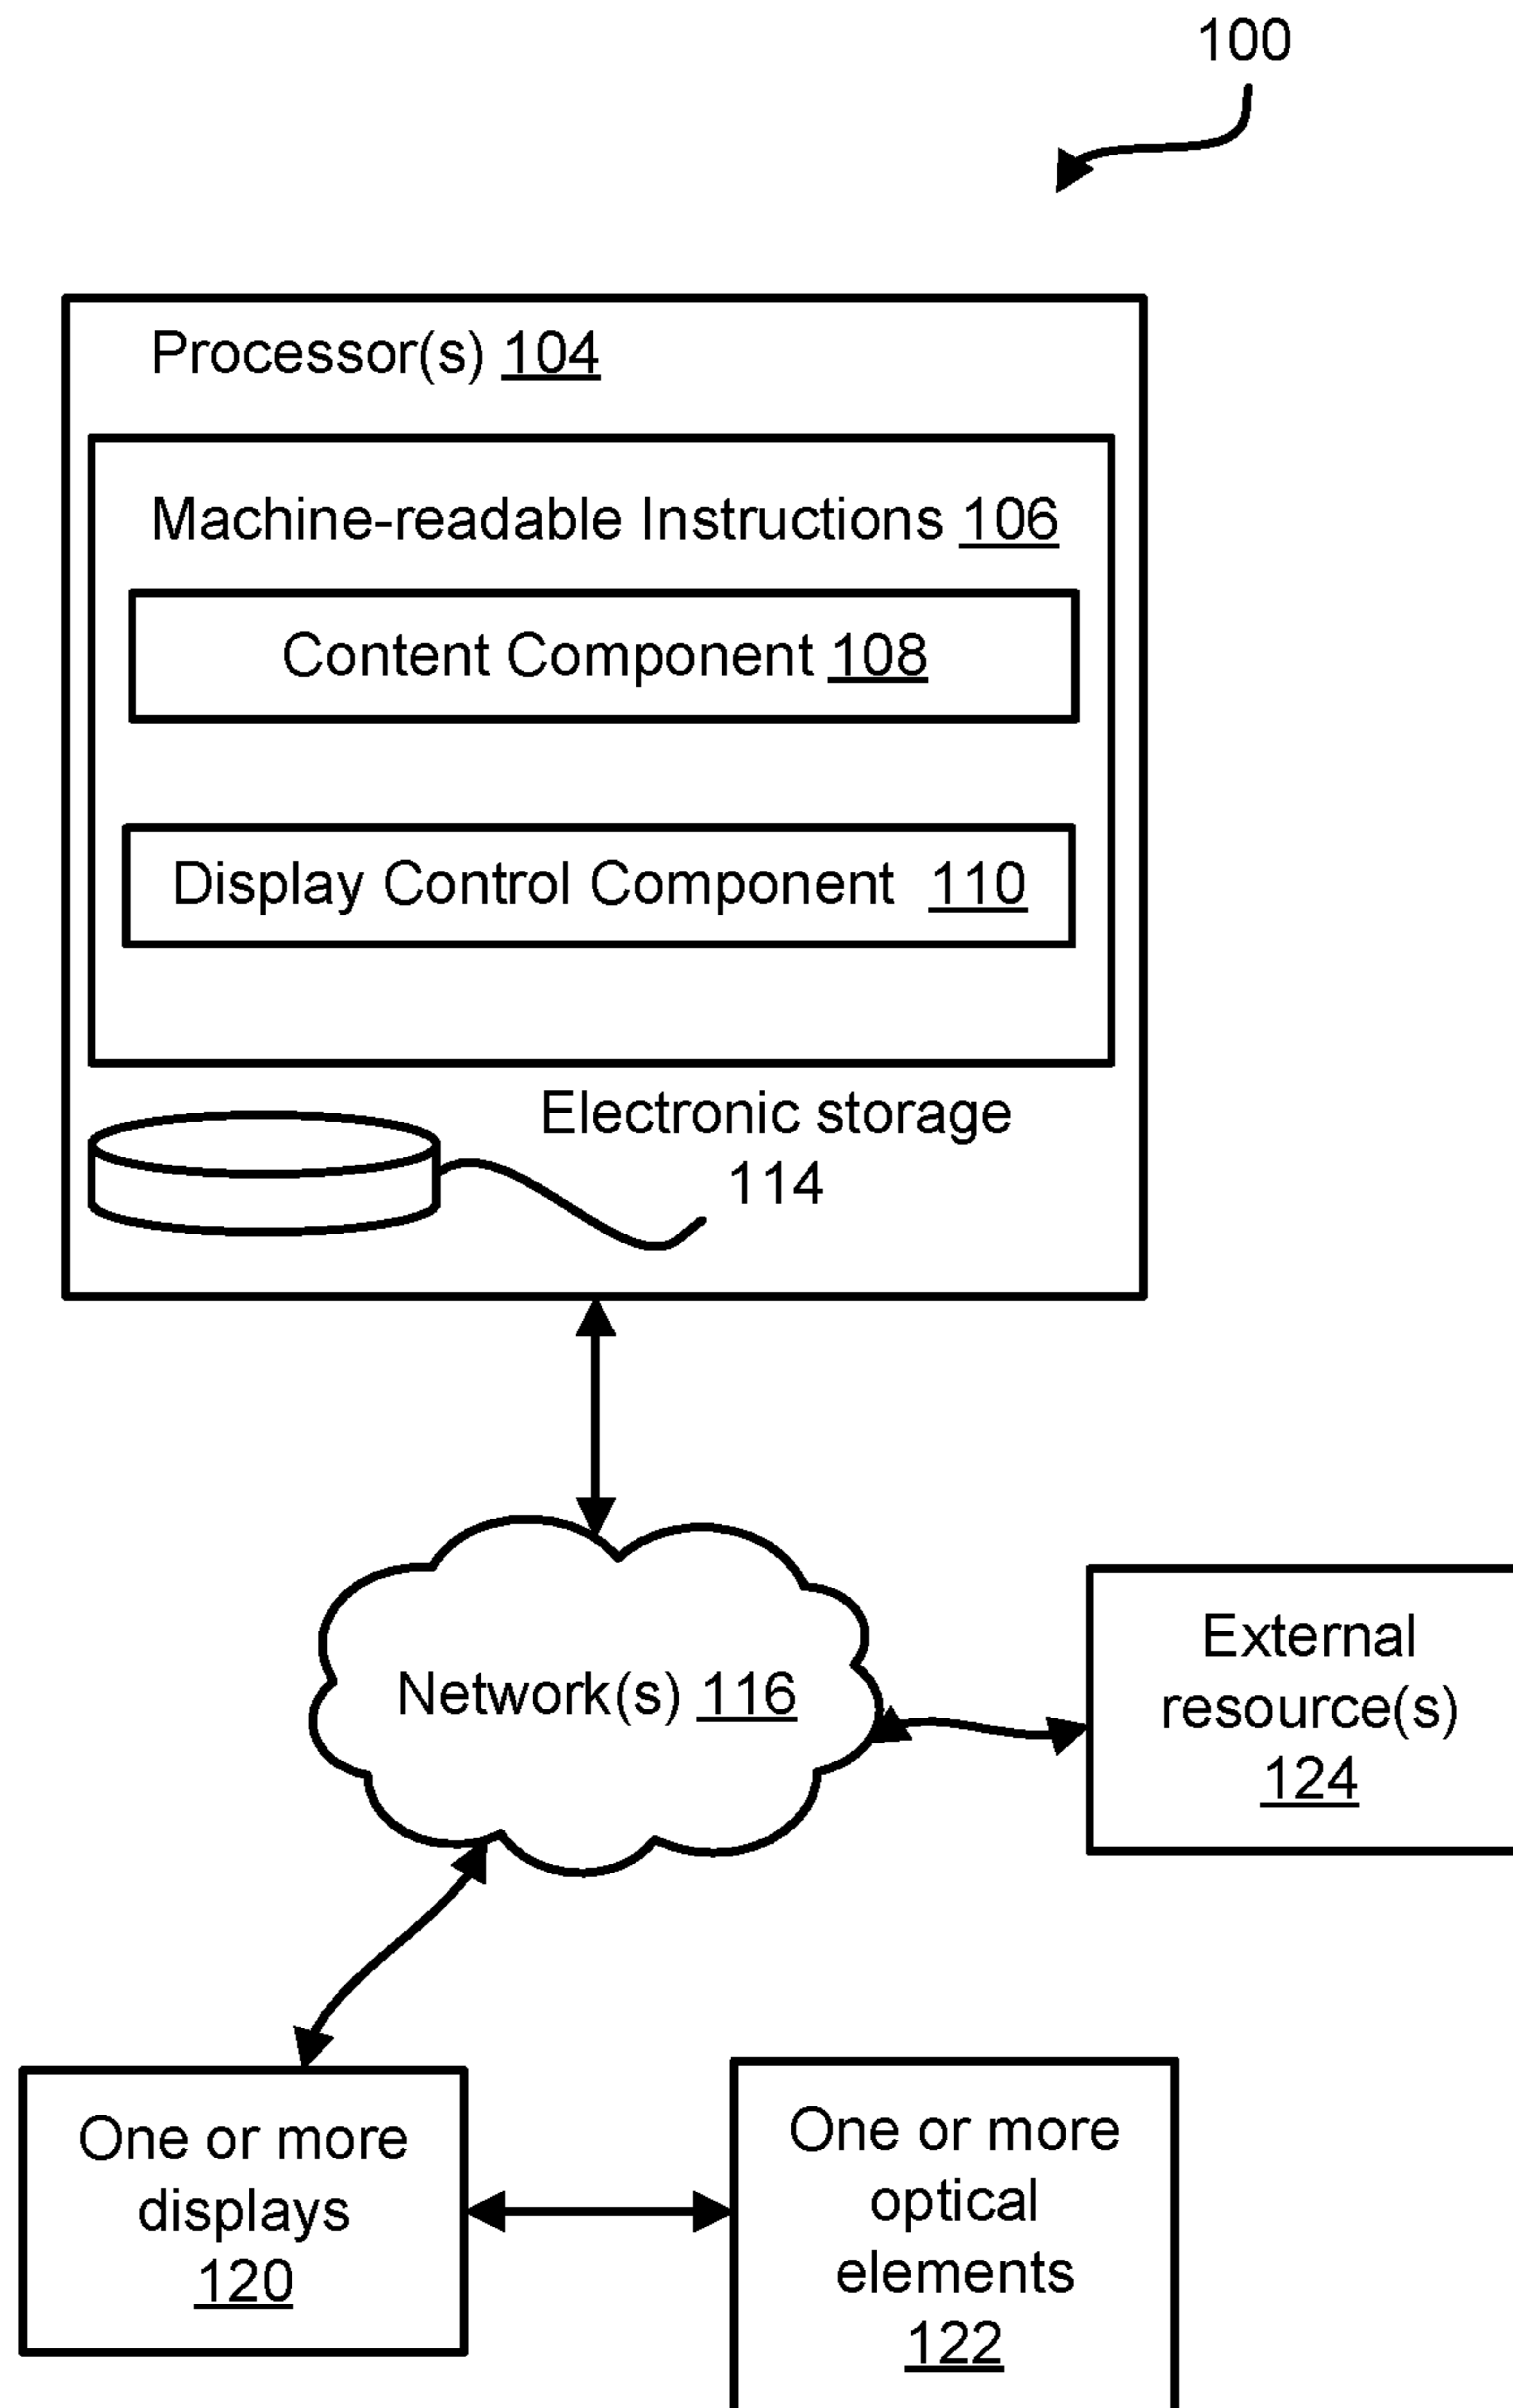 100
Processor(s) 104
Machine-readable Instructions 106
Content Component 108
Display Control Component 110
Electronic storage
114
Network(s) 116
External
resource(s)
124
One or more
displays
120
One or more
optical
elements
122